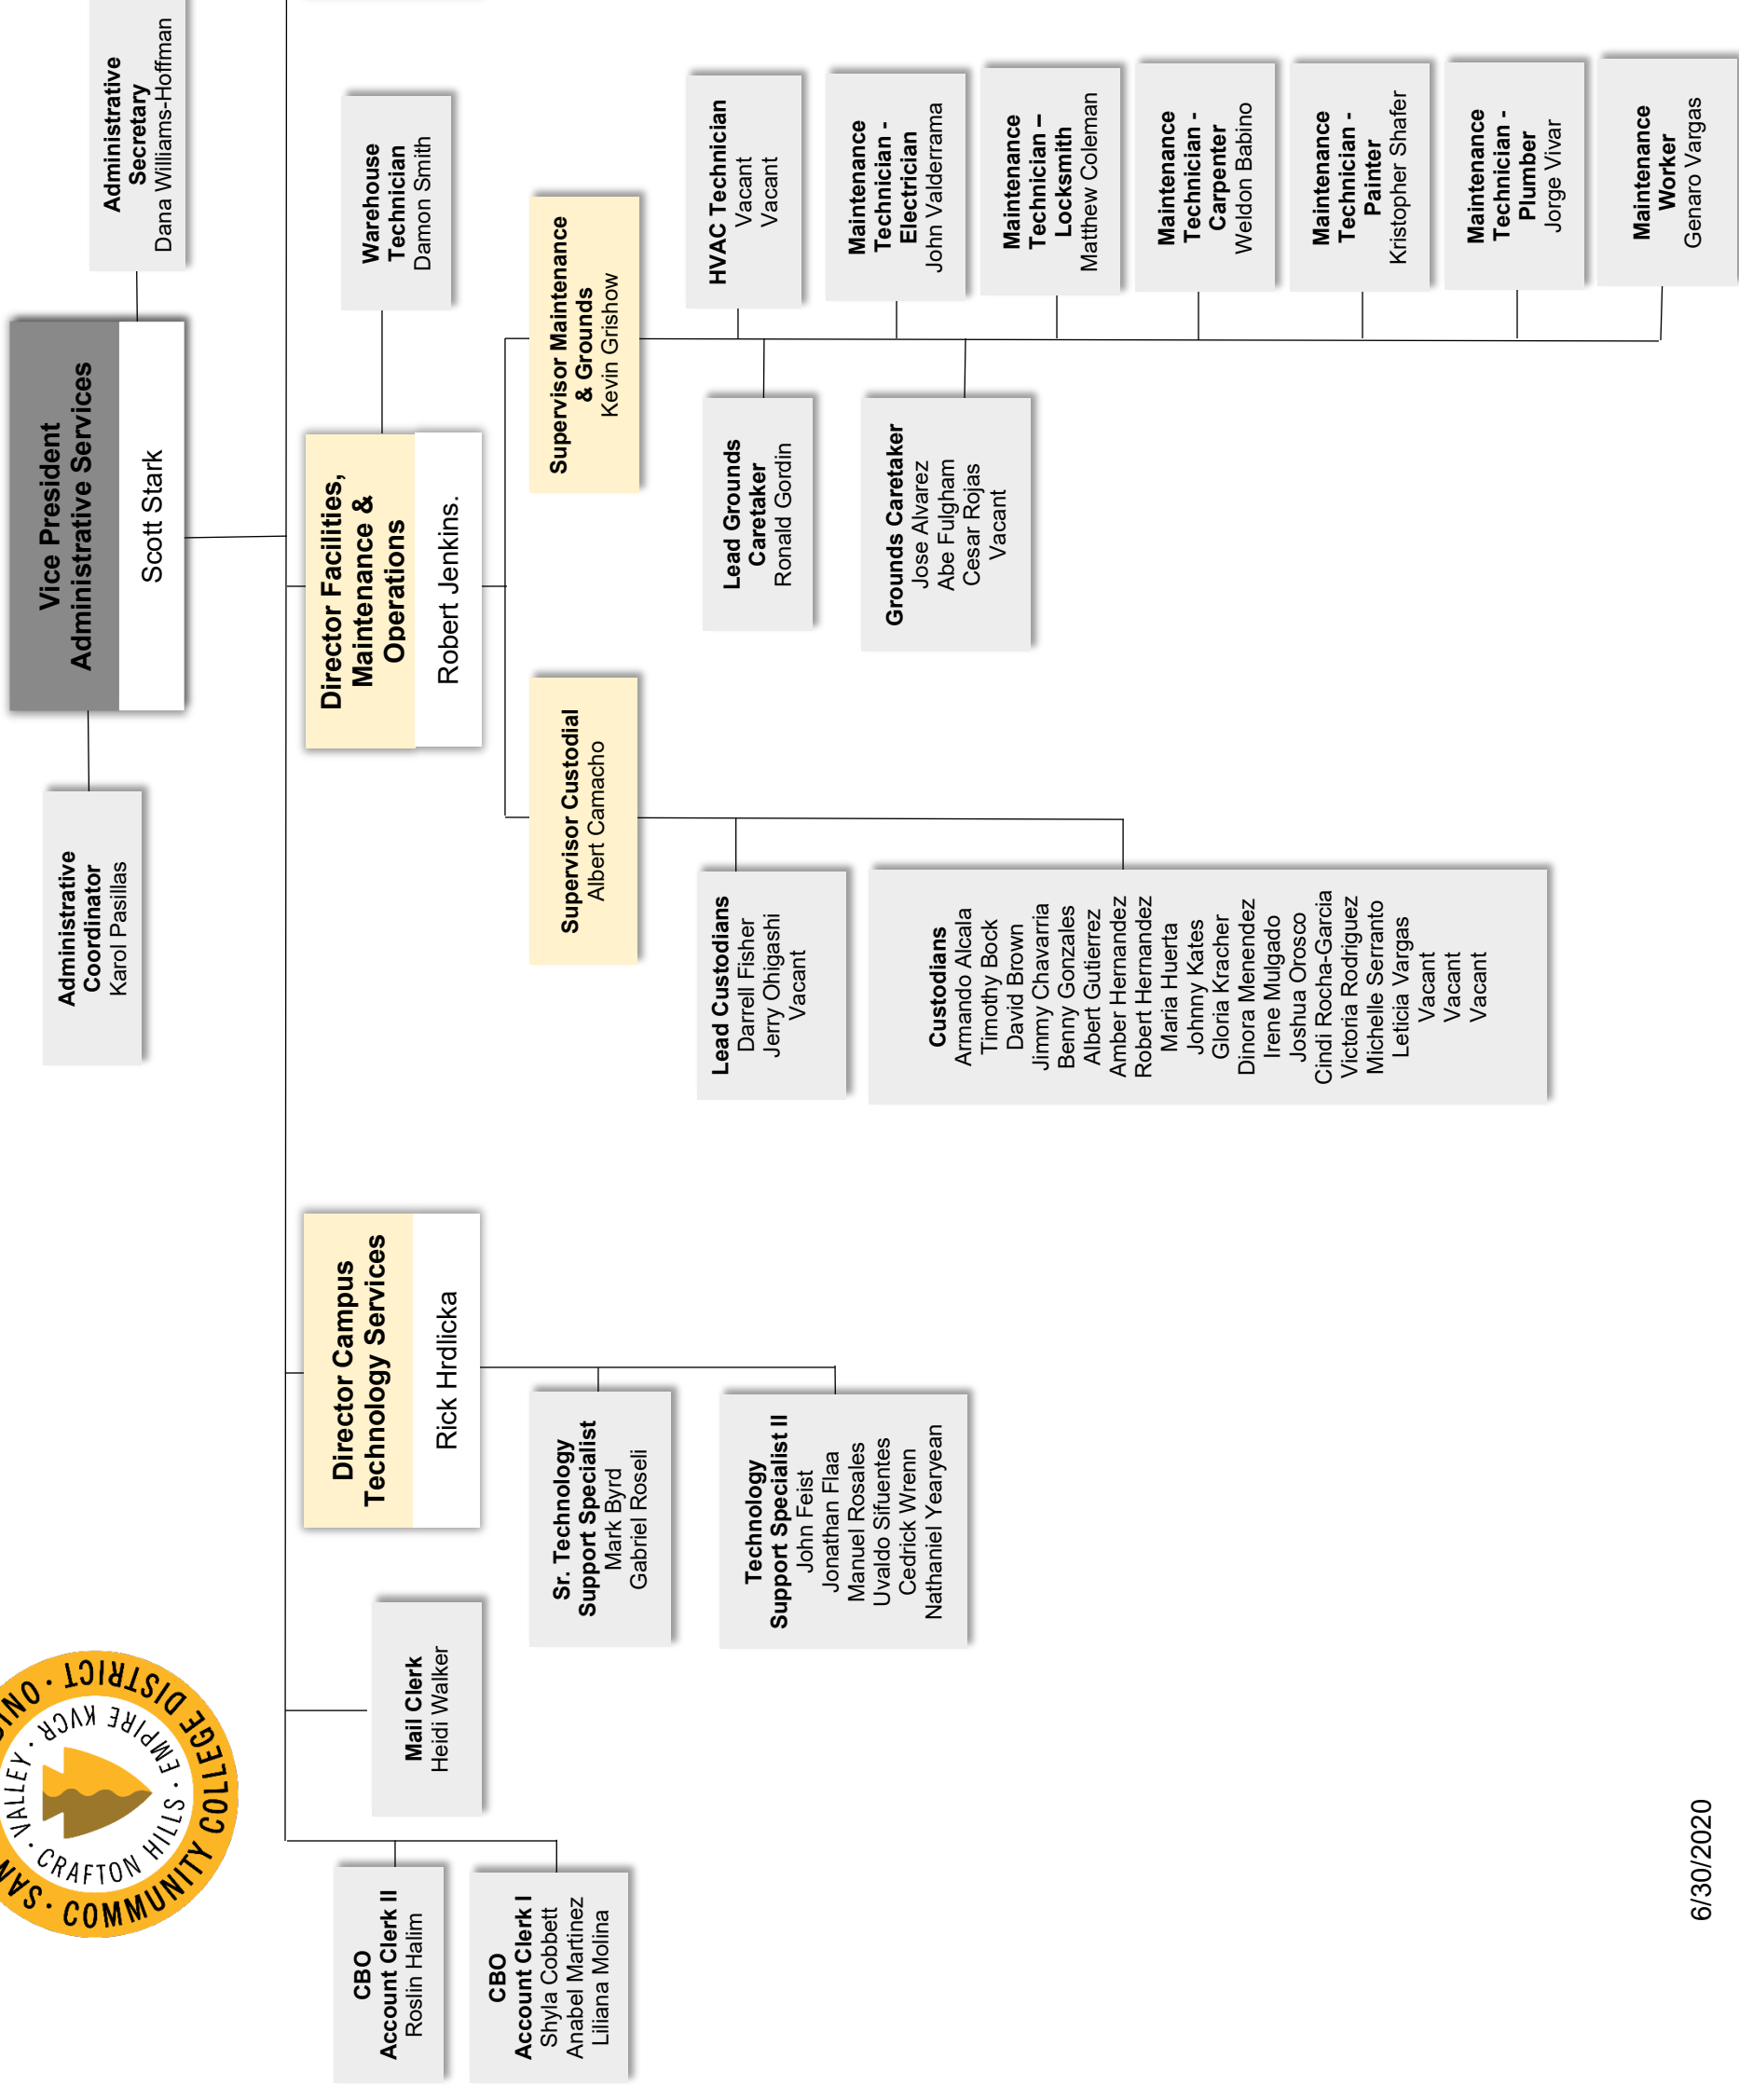 Vice President
Administrative Services
Scott Stark
Administrative
Coordinator
Karol Pasillas
Administrative
Secretary
Dana Williams-Hoffman
COMMUNITY COLLEGE DISTRICT
VALLEY · CRAFTON HILLS · EMPIRE KVCR
CBO
Account Clerk II
Roslin Halim
CBO
Account Clerk I
Shyla Cobbett
Anabel Martinez
Liliana Molina
Mail Clerk
Heidi Walker
Director Campus
Technology Services
Rick Hrdlicka
Sr. Technology
Support Specialist
Mark Byrd
Gabriel Roseli
Technology
Support Specialist II
John Feist
Jonathan Flaa
Manuel Rosales
Uvaldo Sifuentes
Cedrick Wrenn
Nathaniel Yearyean
Director Facilities,
Maintenance &
Operations
Robert Jenkins.
Warehouse
Technician
Damon Smith
Supervisor Custodial
Albert Camacho
Lead Custodians
Darrell Fisher
Jerry Ohigashi
Vacant
Custodians
Armando Alcala
Timothy Bock
David Brown
Jimmy Chavarria
Benny Gonzales
Albert Gutierrez
Amber Hernandez
Robert Hernandez
Maria Huerta
Johnny Kates
Gloria Kracher
Dinora Menendez
Irene Mulgado
Joshua Orosco
Cindi Rocha-Garcia
Victoria Rodriguez
Michelle Serranto
Leticia Vargas
Vacant
Vacant
Vacant
Supervisor Maintenance
& Grounds
Kevin Grishow
Lead Grounds
Caretaker
Ronald Gordin
Grounds Caretaker
Jose Alvarez
Abe Fulgham
Cesar Rojas
Vacant
HVAC Technician
Vacant
Vacant
Maintenance
Technician -
Electrician
John Valderrama
Maintenance
Technician –
Locksmith
Matthew Coleman
Maintenance
Technician -
Carpenter
Weldon Babino
Maintenance
Technician -
Painter
Kristopher Shafer
Maintenance
Technician -
Plumber
Jorge Vivar
Maintenance
Worker
Genaro Vargas
6/30/2020